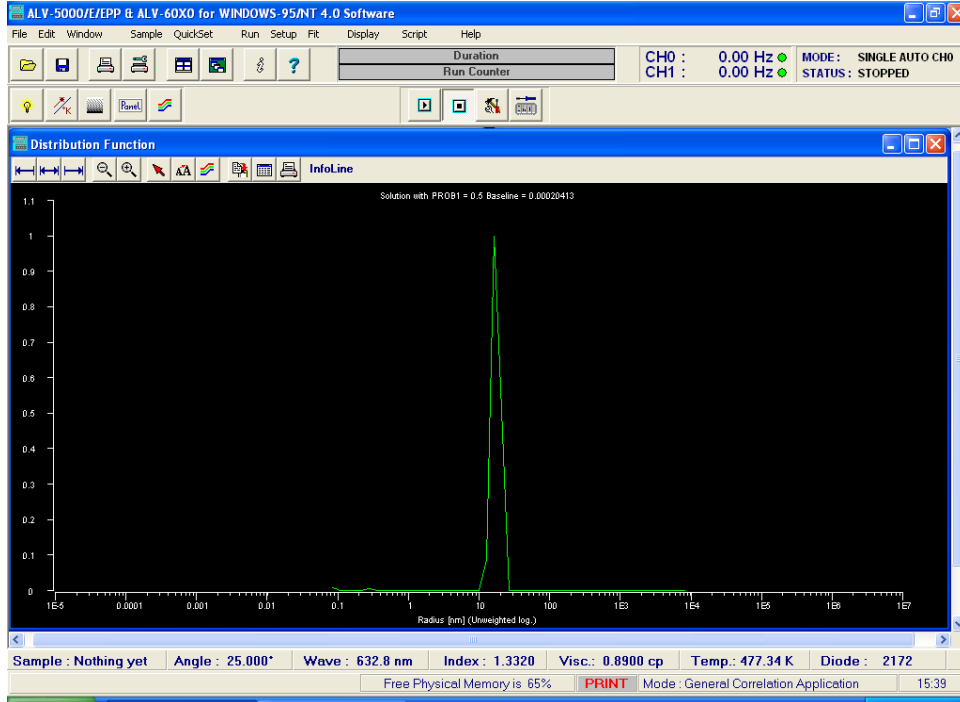 ALV-5000/E/EPP & ALV-60X0 for WINDOWS-95/NT 4.0 Software
File Edit Window Sample QuickSet Run Setup Fit Display Script Help
Duration
Run Counter
CH0 : 0.00 Hz
CH1 : 0.00 Hz
MODE : SINGLE AUTO CH0
STATUS : STOPPED
K
Panel
Distribution Function
AA
InfoLine
Solution with PROB1 = 0.5 Baseline = 0.00020413
1.1
1
0.9
0.8
0.7
0.6
0.5
0.4
0.3
0.2
0.1
0
1E-5 0.0001 0.001 0.01 0.1 1 10 100 1E3 1E4 1E5 1E6 1E7
Radius [nm] (Unweighted log.)
Sample : Nothing yet Angle : 25.000° Wave : 632.8 nm Index : 1.3320 Visc.: 0.8900 cp Temp.: 477.34 K Diode : 2172
Free Physical Memory is 65% PRINT Mode : General Correlation Application 15:39